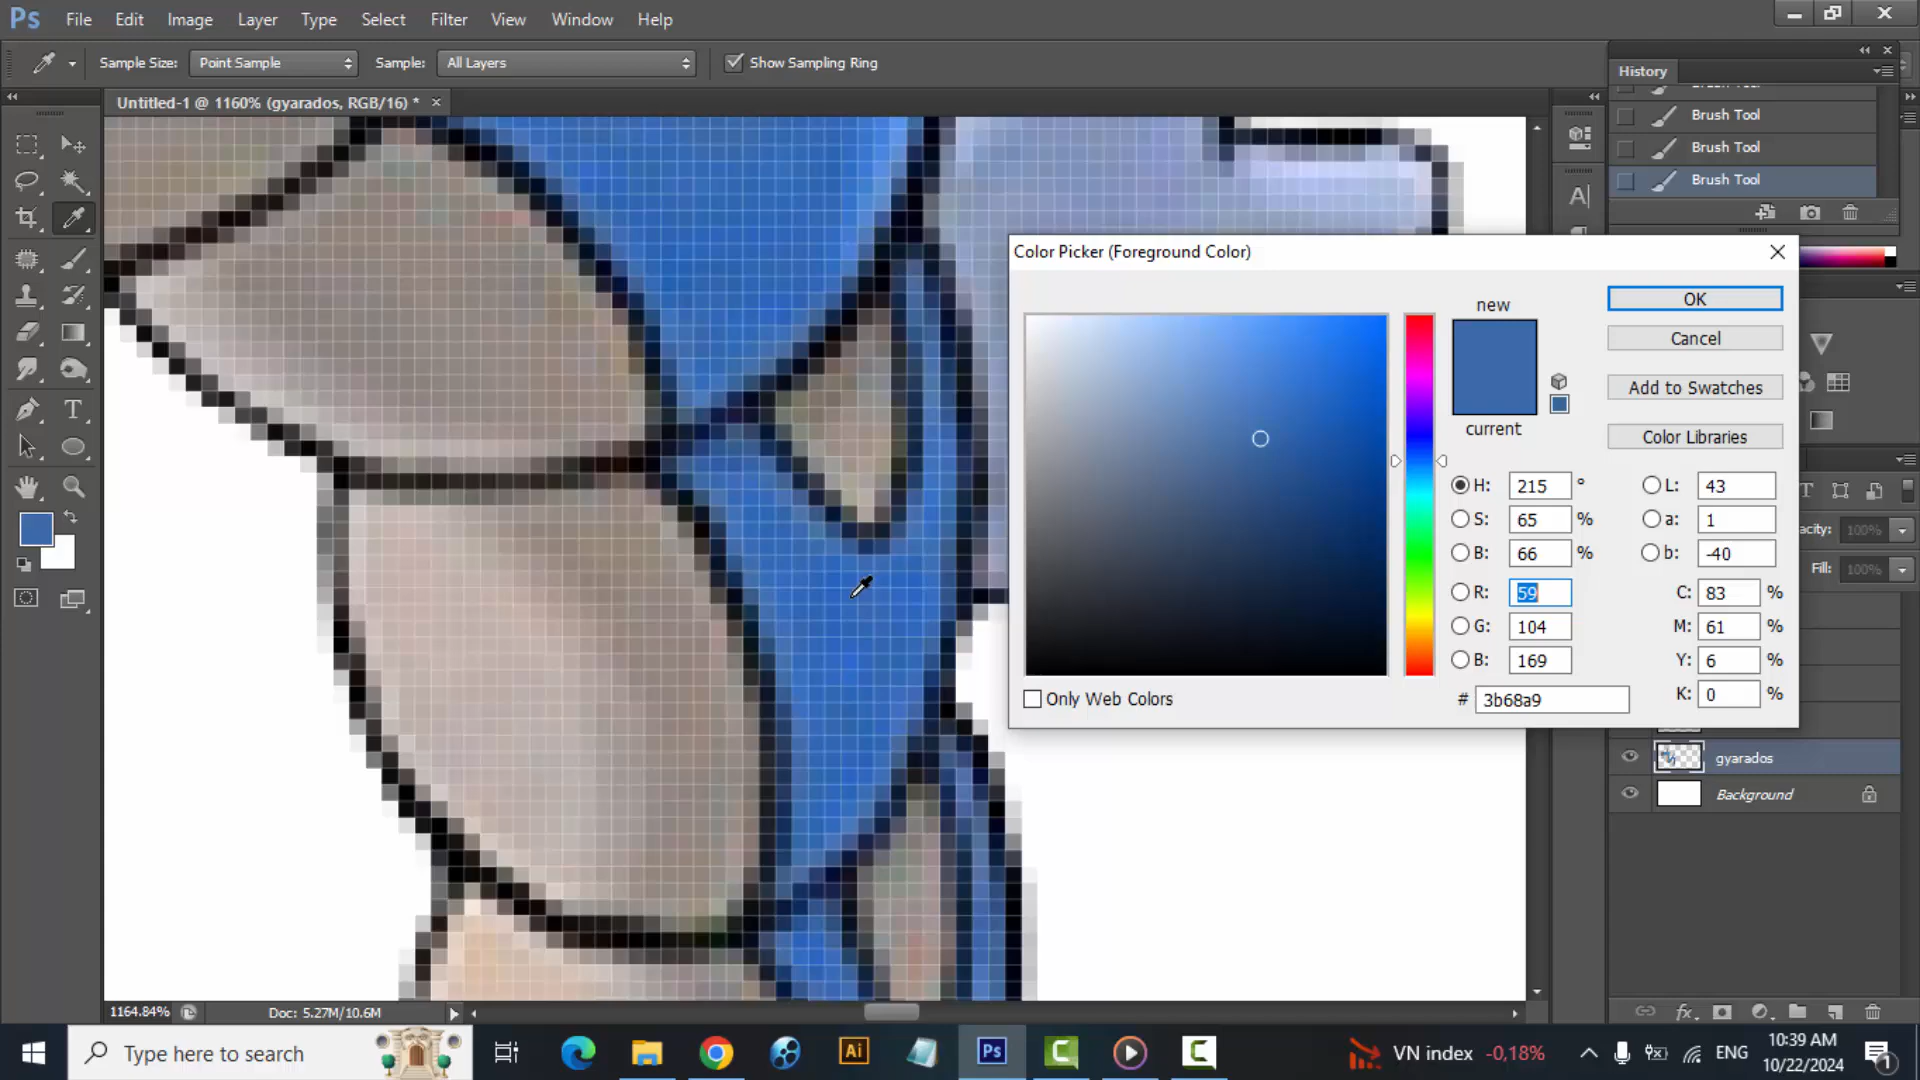 Ps File Edit Image Layer Type Select Filter View Window Help
Sample Size: Point Sample Sample: All Layers Show Sampling Ring
History
Untitled-1 @ 1160% (gyarados, RGB/16) *
Brush Tool
Brush Tool
Brush Tool
Color Picker (Foreground Color)
new
OK
Cancel
Add to Swatches
current
Color Libraries
H: 215 °
L: 43
S: 65 %
a: 1
B: 66 %
b: -40
R: 59
C: 83 %
G: 104
M: 61 %
B: 169
Y: 6 %
Only Web Colors
# 3b68a9
K: 0 %
100%
Fill: 100%
gyarados
Background
1164.84%
Doc: 5.27M/10.6M
Type here to search
Ai
Ps
VN index -0,18%
ENG
10:39 AM
10/22/2024
1